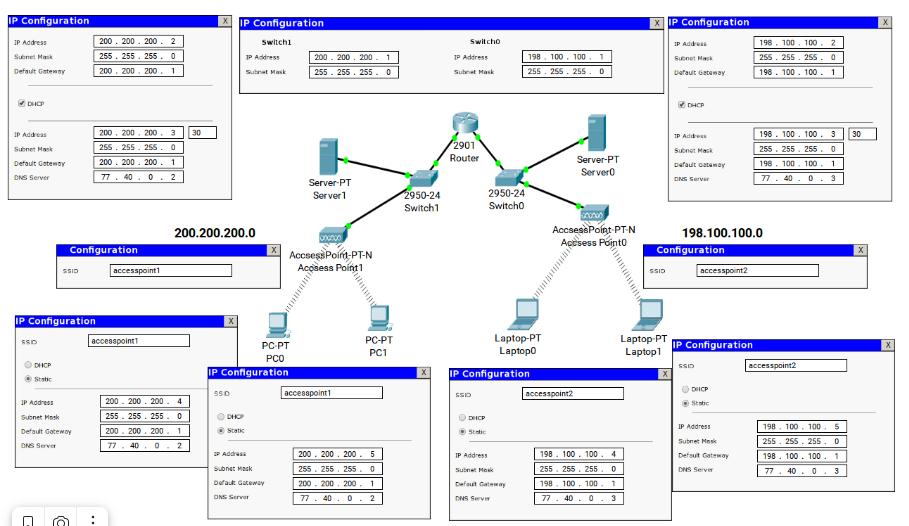 IP Configuration X
IP Address 200 . 200 . 200 . 2
Subnet Mask 255 . 255 . 255 . 0
Default Gateway 200 . 200 . 200 . 1
DHCP
IP Address 200 . 200 . 200 . 3 30
Subnet Mask 255 . 255 . 255 . 0
Default Gateway 200 . 200 . 200 . 1
DNS Server 77 . 40 . 0 . 2
IP Configuration X
Switch1 Switch0
IP Address 200 . 200 . 200 . 1 IP Address 198 . 100 . 100 . 1
Subnet Mask 255 . 255 . 255 . 0 Subnet Mask 255 . 255 . 255 . 0
IP Configuration X
IP Address 198 . 100 . 100 . 2
Subnet Mask 255 . 255 . 255 . 0
Default Gateway 198 . 100 . 100 . 1
DHCP
IP Address 198 . 100 . 100 . 3 30
Subnet Mask 255 . 255 . 255 . 0
Default Gateway 198 . 100 . 100 . 1
DNS Server 77 . 40 . 0 . 3
2901
Router
Server-PT
Server1
2950-24
Switch1
2950-24
Switch0
Server-PT
Server0
200.200.200.0
198.100.100.0
AccsessPoint-PT-N
Accsess Point1
AccsessPoint-PT-N
Accsess Point0
Configuration X
SSID accesspoint1
Configuration X
SSID accesspoint2
PC-PT
PC0
PC-PT
PC1
Laptop-PT
Laptop0
Laptop-PT
Laptop1
IP Configuration X
SSID accesspoint1
DHCP
Static
IP Address 200 . 200 . 200 . 4
Subnet Mask 255 . 255 . 255 . 0
Default Gateway 200 . 200 . 200 . 1
DNS Server 77 . 40 . 0 . 2
IP Configuration X
SSID accesspoint1
DHCP
Static
IP Address 200 . 200 . 200 . 5
Subnet Mask 255 . 255 . 255 . 0
Default Gateway 200 . 200 . 200 . 1
DNS Server 77 . 40 . 0 . 2
IP Configuration X
SSID accesspoint2
DHCP
Static
IP Address 198 . 100 . 100 . 4
Subnet Mask 255 . 255 . 255 . 0
Default Gateway 198 . 100 . 100 . 1
DNS Server 77 . 40 . 0 . 3
IP Configuration X
SSID accesspoint2
DHCP
Static
IP Address 198 . 100 . 100 . 5
Subnet Mask 255 . 255 . 255 . 0
Default Gateway 198 . 100 . 100 . 1
DNS Server 77 . 40 . 0 . 3